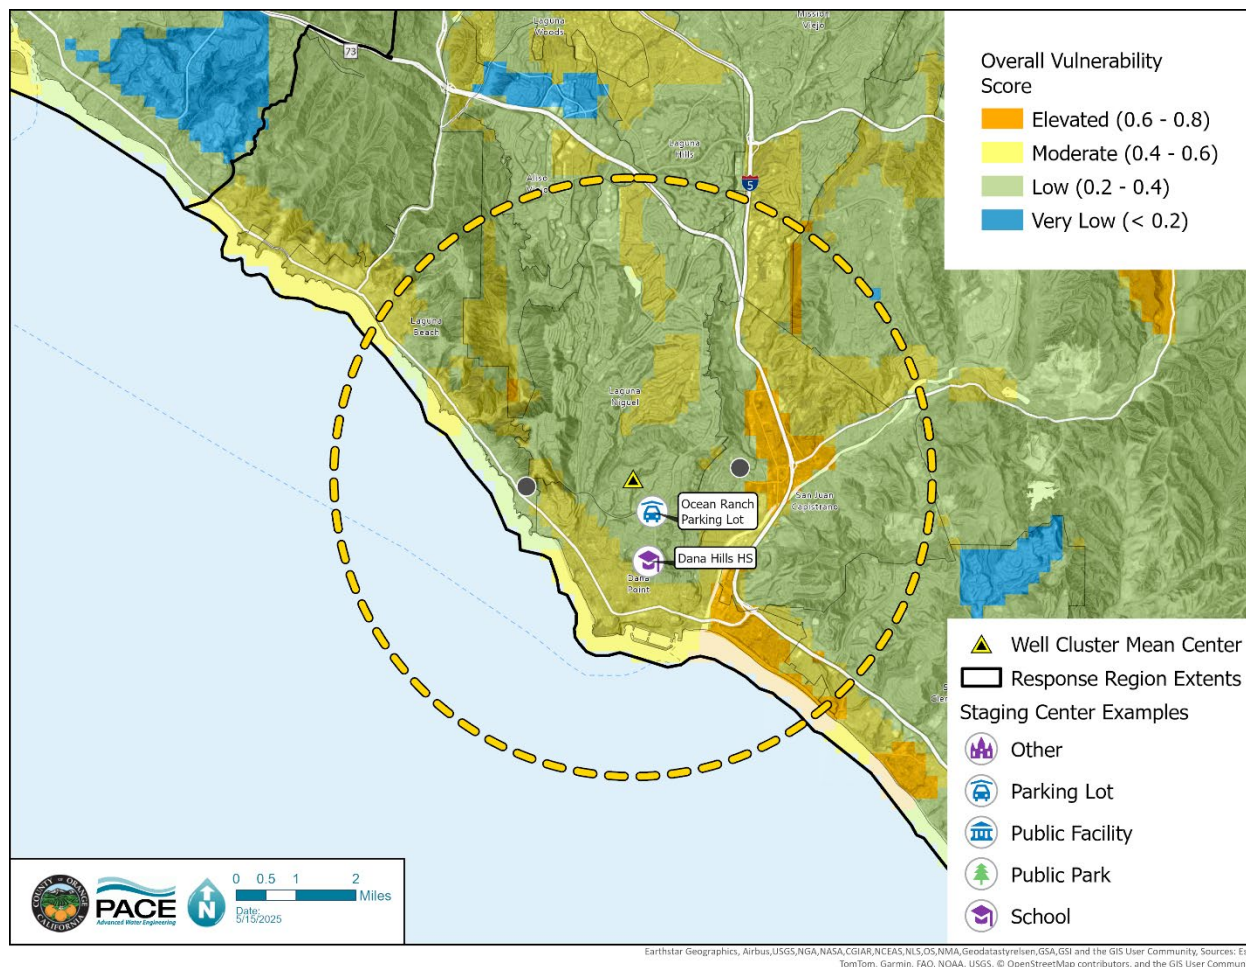 Laguna
Woods
Mission
Viejo
73
Laguna
Hills
Aliso
5
Laguna
Beach
Laguna
Niguel
San Juan
Capistrano
Ocean Ranch
Parking Lot
Dana Hills HS
Dana
Point
Overall Vulnerability
Score
Elevated (0.6 - 0.8)
Moderate (0.4 - 0.6)
Low (0.2 - 0.4)
Very Low (< 0.2)
Well Cluster Mean Center
Response Region Extents
Staging Center Examples
Other
Parking Lot
Public Facility
Public Park
School
COUNTY OF ORANGE
CALIFORNIA
PACE
Advanced Water Engineering
N
0 0.5 1 2
Miles
Date:
5/15/2025
Earthstar Geographics, Airbus,USGS,NGA,NASA,CGIAR,NCEAS,NLS,OS,NMA,Geodatastyrelsen,GSA,GSI and the GIS User Community, Sources:
TomTom, Garmin, FAO, NOAA, USGS, © OpenStreetMap contributors, and the GIS User